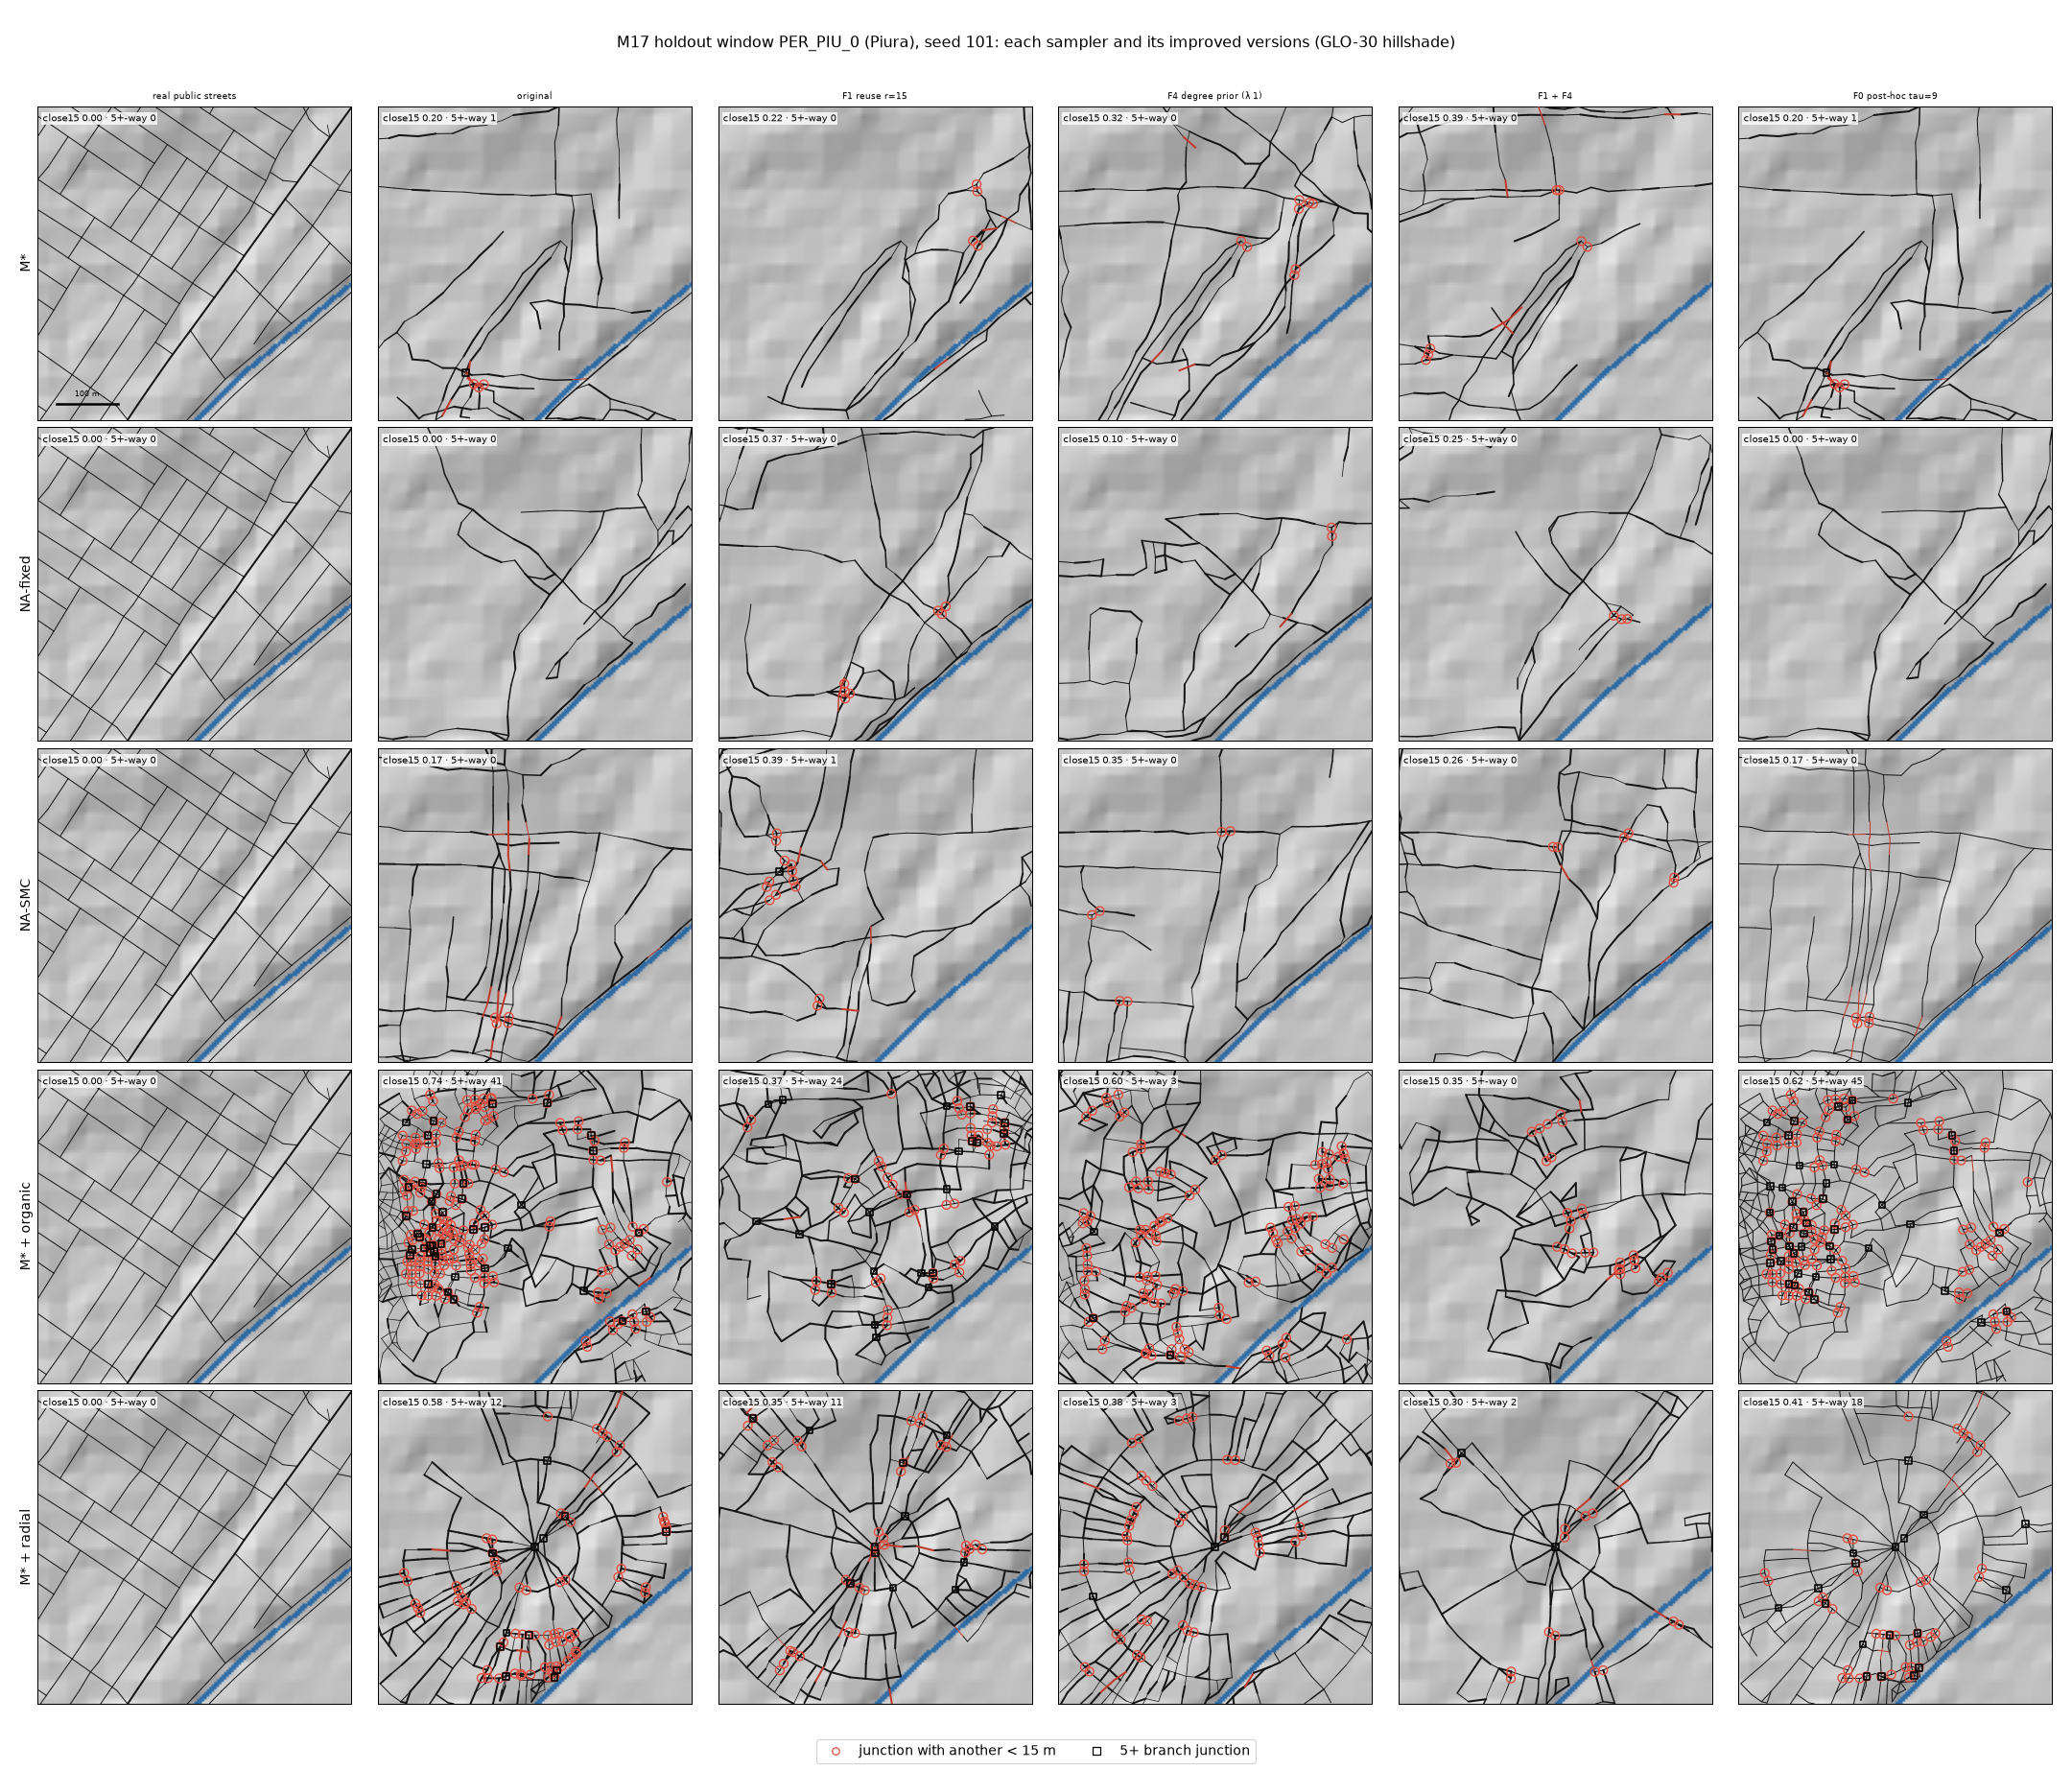 M17 holdout window PER_PIU_0 (Piura), seed 101: each sampler and its improved versions (GLO-30 hillshade)
real public streets
original
F1 reuse r=15
F4 degree prior (λ 1)
F1 + F4
F0 post-hoc tau=9
M*
close15 0.00 · 5+-way 0
100 m
close15 0.20 · 5+-way 1
close15 0.22 · 5+-way 0
close15 0.32 · 5+-way 0
close15 0.39 · 5+-way 0
close15 0.20 · 5+-way 1
NA-fixed
close15 0.00 · 5+-way 0
close15 0.00 · 5+-way 0
close15 0.37 · 5+-way 0
close15 0.10 · 5+-way 0
close15 0.25 · 5+-way 0
close15 0.00 · 5+-way 0
NA-SMC
close15 0.00 · 5+-way 0
close15 0.17 · 5+-way 0
close15 0.39 · 5+-way 1
close15 0.35 · 5+-way 0
close15 0.26 · 5+-way 0
close15 0.17 · 5+-way 0
M* + organic
close15 0.00 · 5+-way 0
close15 0.74 · 5+-way 41
close15 0.37 · 5+-way 24
close15 0.60 · 5+-way 3
close15 0.35 · 5+-way 0
close15 0.62 · 5+-way 45
M* + radial
close15 0.00 · 5+-way 0
close15 0.58 · 5+-way 12
close15 0.35 · 5+-way 11
close15 0.38 · 5+-way 3
close15 0.30 · 5+-way 2
close15 0.41 · 5+-way 18
junction with another < 15 m
5+ branch junction